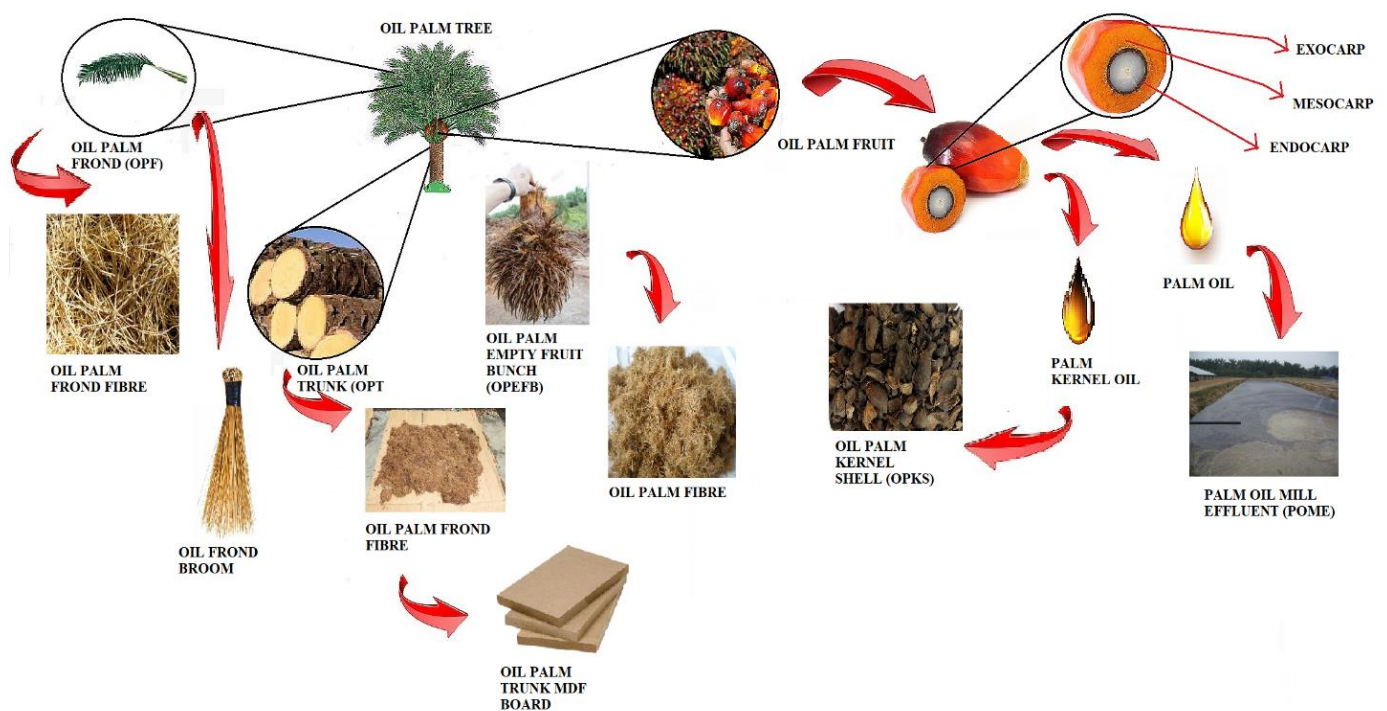 OIL PALM TREE
OIL PALM
FROND (OPF)
OIL PALM FRUIT
EXOCARP
MESOCARP
ENDOCARP
OIL PALM
FROND FIBRE
OIL PALM
TRUNK (OPT
OIL PALM
EMPTY FRUIT
BUNCH
(OPEFB)
PALM OIL
PALM
KERNEL OIL
OIL PALM FIBRE
OIL PALM
KERNEL
SHELL (OPKS)
PALM OIL MILL
EFFLUENT (POME)
OIL FROND
BROOM
OIL PALM FROND
FIBRE
OIL PALM
TRUNK MDF
BOARD